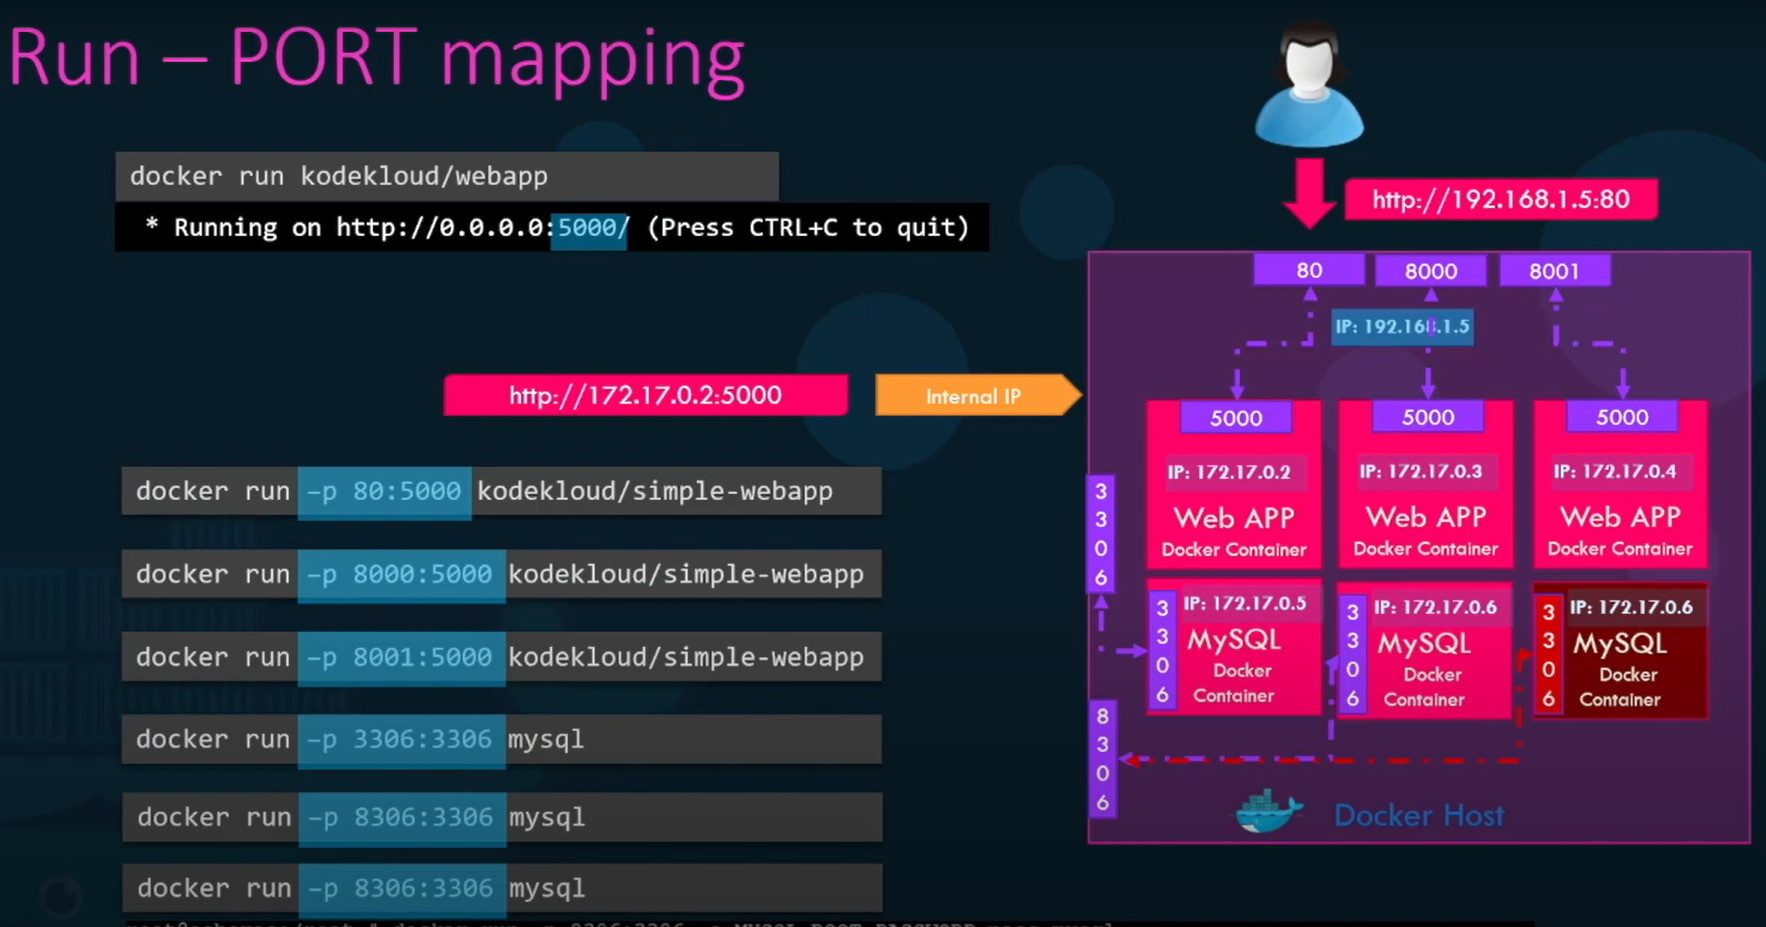 Run – PORT mapping
docker run kodekloud/webapp
* Running on http://0.0.0.0:5000/ (Press CTRL+C to quit)
http://172.17.0.2:5000
Internal IP
docker run –p 80:5000 kodekloud/simple-webapp
docker run –p 8000:5000 kodekloud/simple-webapp
docker run –p 8001:5000 kodekloud/simple-webapp
docker run –p 3306:3306 mysql
docker run –p 8306:3306 mysql
docker run –p 8306:3306 mysql
http://192.168.1.5:80
80
8000
8001
IP: 192.168.1.5
5000
5000
5000
IP: 172.17.0.2
IP: 172.17.0.3
IP: 172.17.0.4
Web APP
Docker Container
Web APP
Docker Container
Web APP
Docker Container
3306
3306
IP: 172.17.0.5
MySQL
Docker
Container
3306
IP: 172.17.0.6
MySQL
Docker
Container
3306
IP: 172.17.0.6
MySQL
Docker
Container
8306
Docker Host